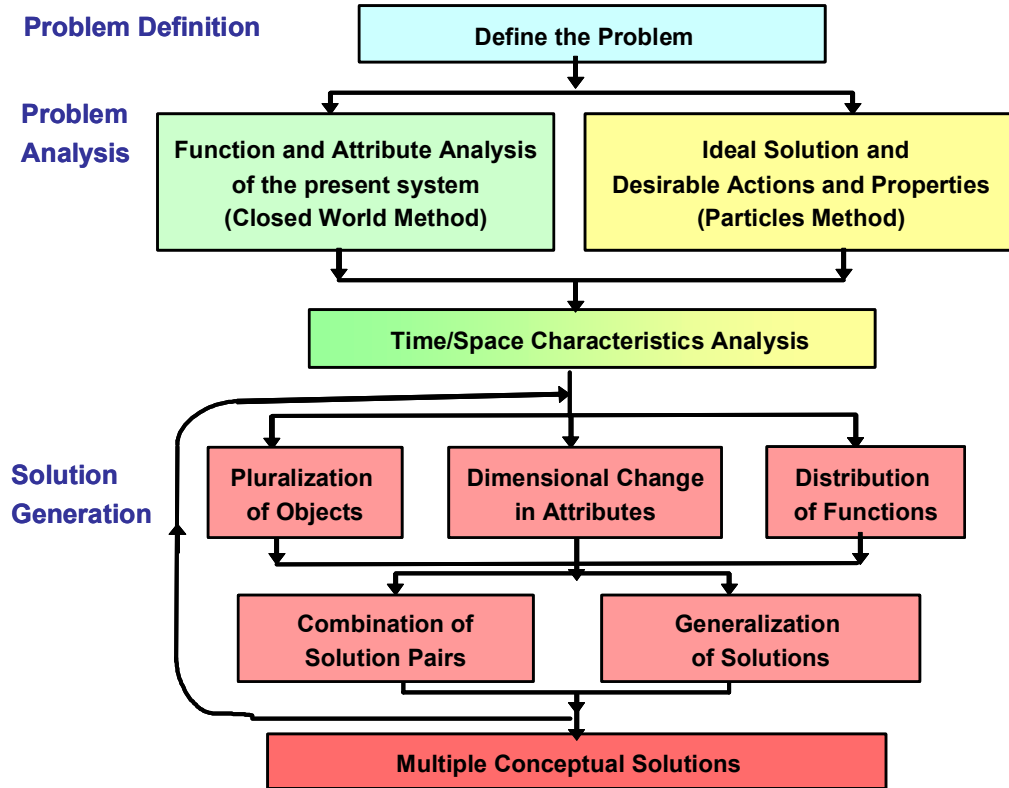 Problem Definition
Define the Problem
Problem
Analysis
Function and Attribute Analysis
of the present system
(Closed World Method)
Ideal Solution and
Desirable Actions and Properties
(Particles Method)
Time/Space Characteristics Analysis
Solution
Generation
Pluralization
of Objects
Dimensional Change
in Attributes
Distribution
of Functions
Combination of
Solution Pairs
Generalization
of Solutions
Multiple Conceptual Solutions